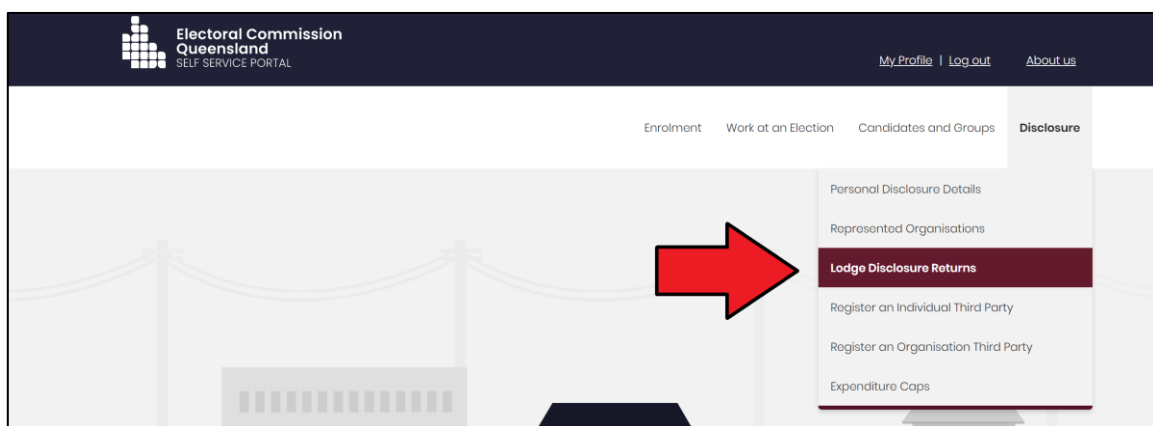 Electoral Commission
Queensland
SELF SERVICE PORTAL
My Profile | Log out About us
Enrolment Work at an Election Candidates and Groups Disclosure
Personal Disclosure Details
Represented Organisations
Lodge Disclosure Returns
Register an Individual Third Party
Register an Organisation Third Party
Expenditure Caps